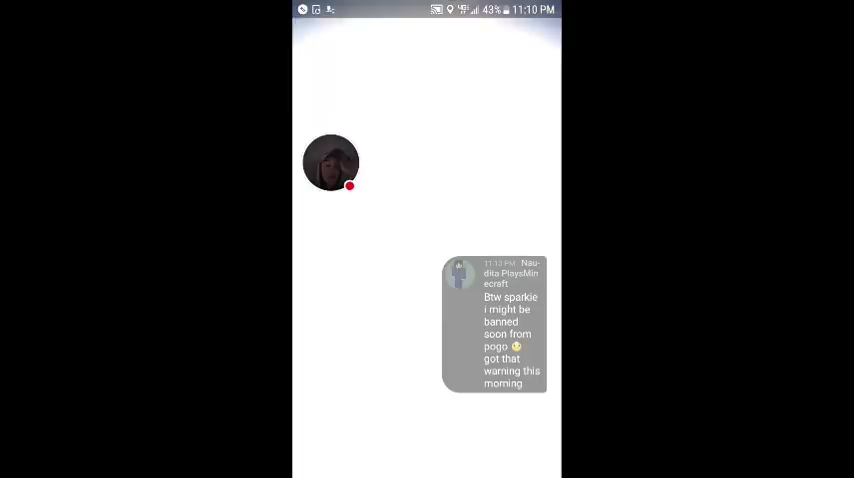 43% 11:10 PM
11:10 PM Nau-
dita PlaysMin
ecraft
Btw sparkie
i might be
banned
soon from
pogo 😢
got that
warning this
morning